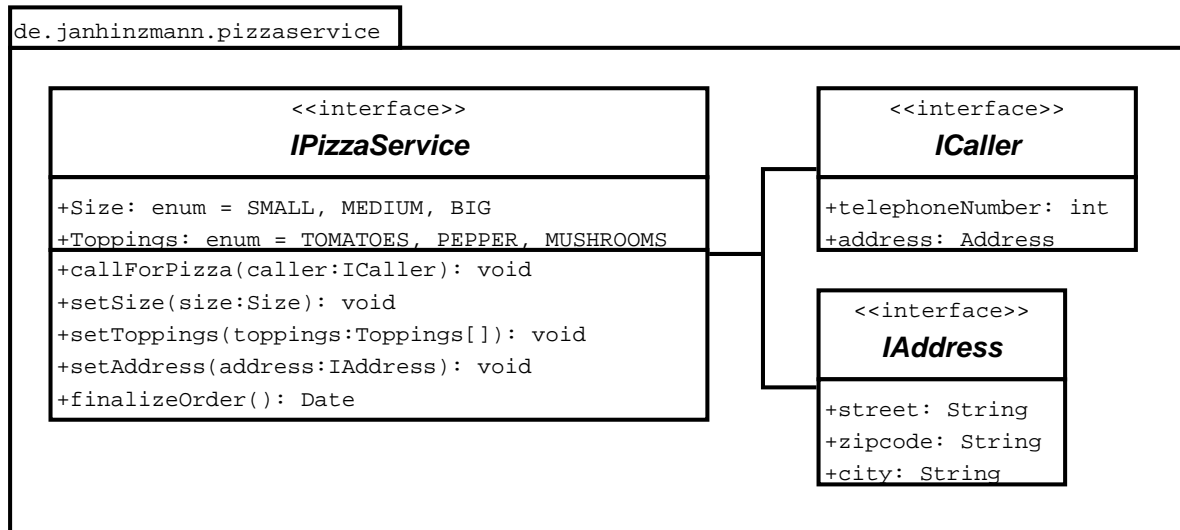 de.janhinzmann.pizzaservice
<<interface>>
IPizzaService
+Size: enum = SMALL, MEDIUM, BIG
+Toppings: enum = TOMATOES, PEPPER, MUSHROOMS
+callForPizza(caller:ICaller): void
+setSize(size:Size): void
+setToppings(toppings:Toppings[]): void
+setAddress(address:IAddress): void
+finalizeOrder(): Date
<<interface>>
ICaller
+telephoneNumber: int
+address: Address
<<interface>>
IAddress
+street: String
+zipcode: String
+city: String